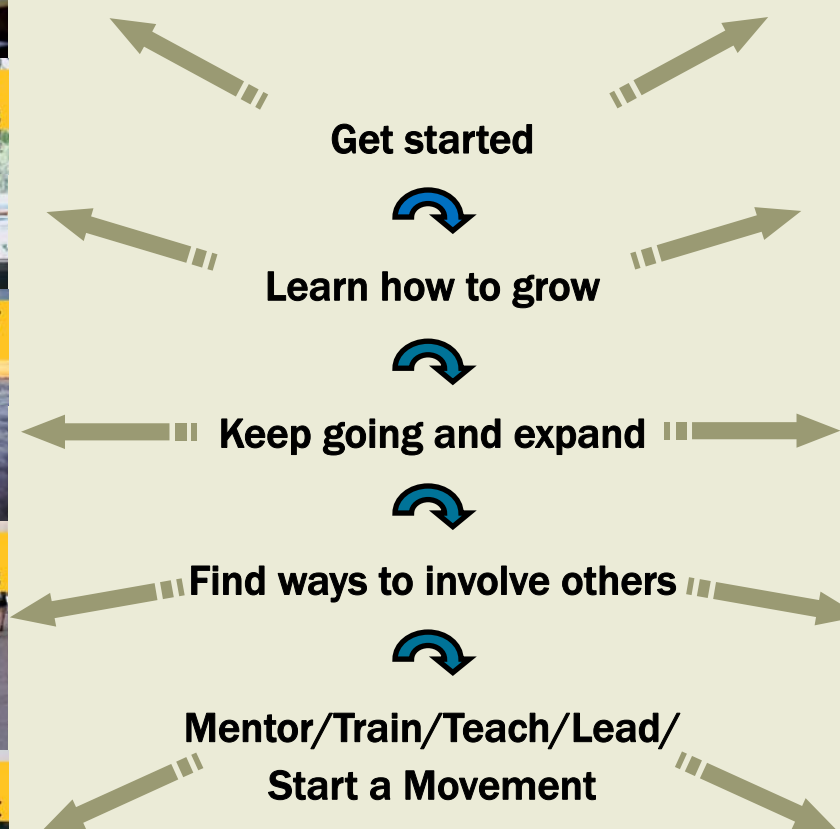 Get started
Learn how to grow
Keep going and expand
Find ways to involve others
Mentor/Train/Teach/Lead/
Start a Movement